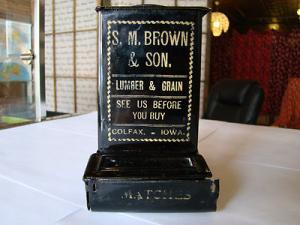 S. M. BROWN
& SON.
LUMBER & GRAIN
SEE US BEFORE
YOU BUY
COLFAX, - IOWA.
MATCHES